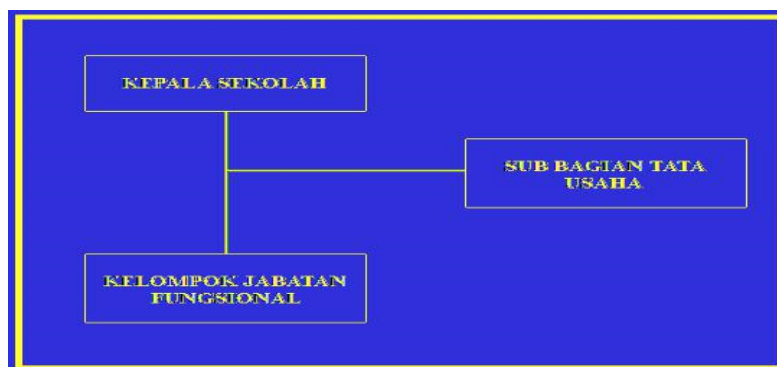 KEPALA SEKOLAH
SUB BAGIAN TATA
USAHA
KELOMPOK JABATAN
FUNGSIONAL